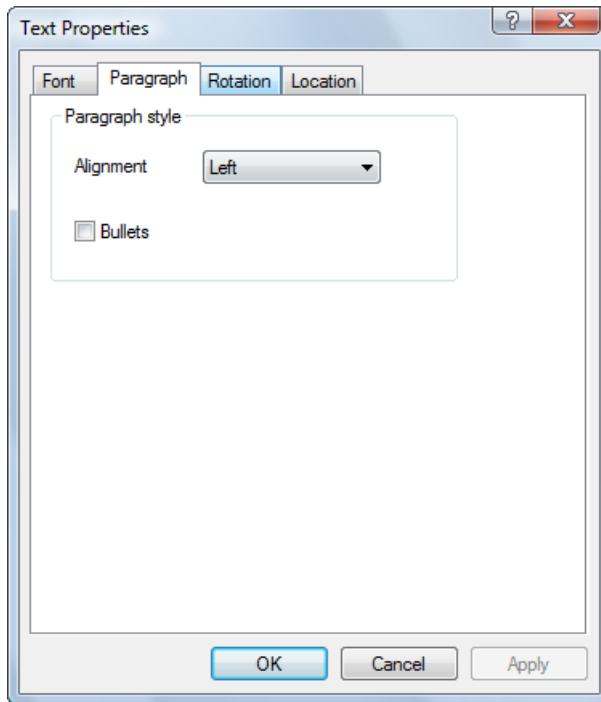 Text Properties ?
Font Paragraph Rotation Location
Paragraph style
Alignment Left
Bullets
OK Cancel Apply